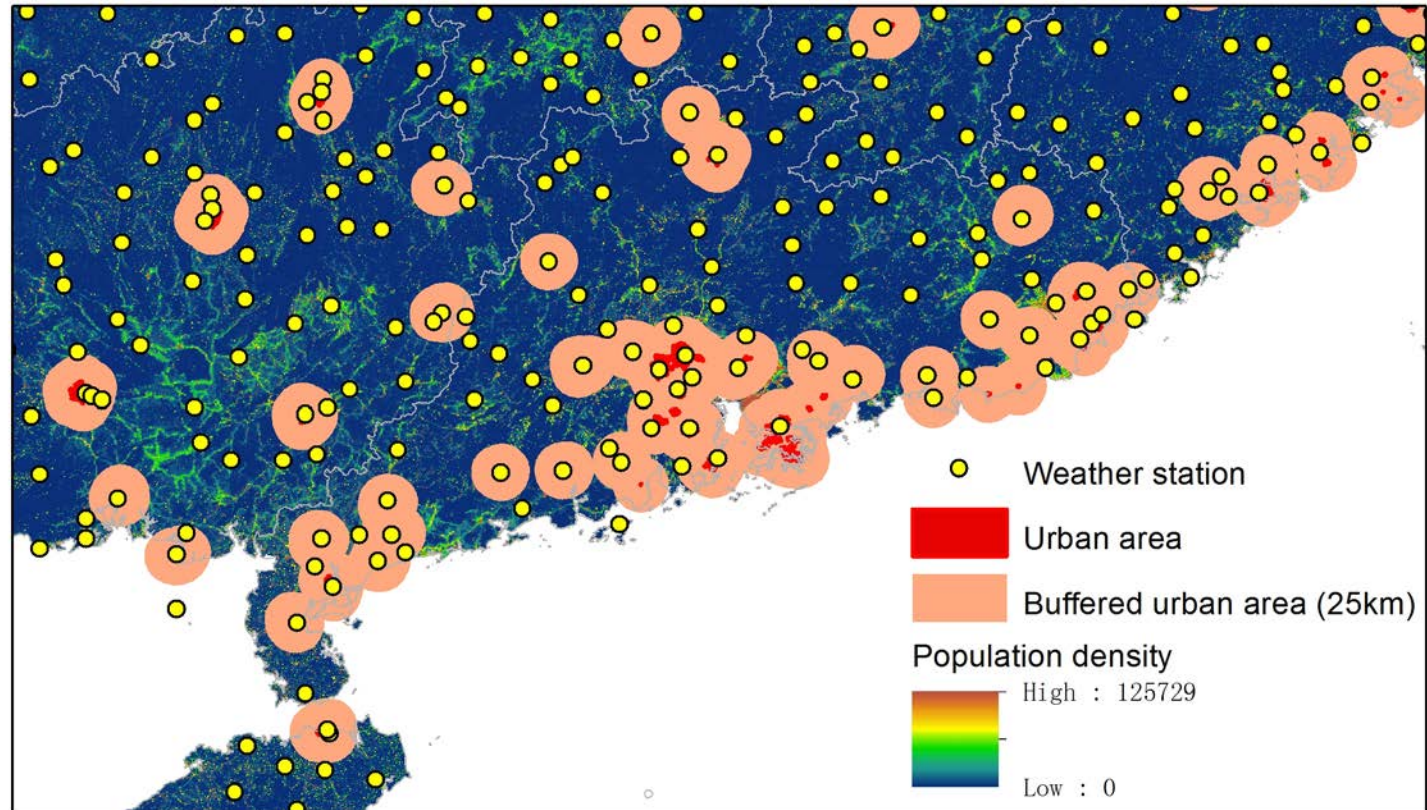 Weather station
Urban area
Buffered urban area (25km)
Population density
High : 125729
Low : 0